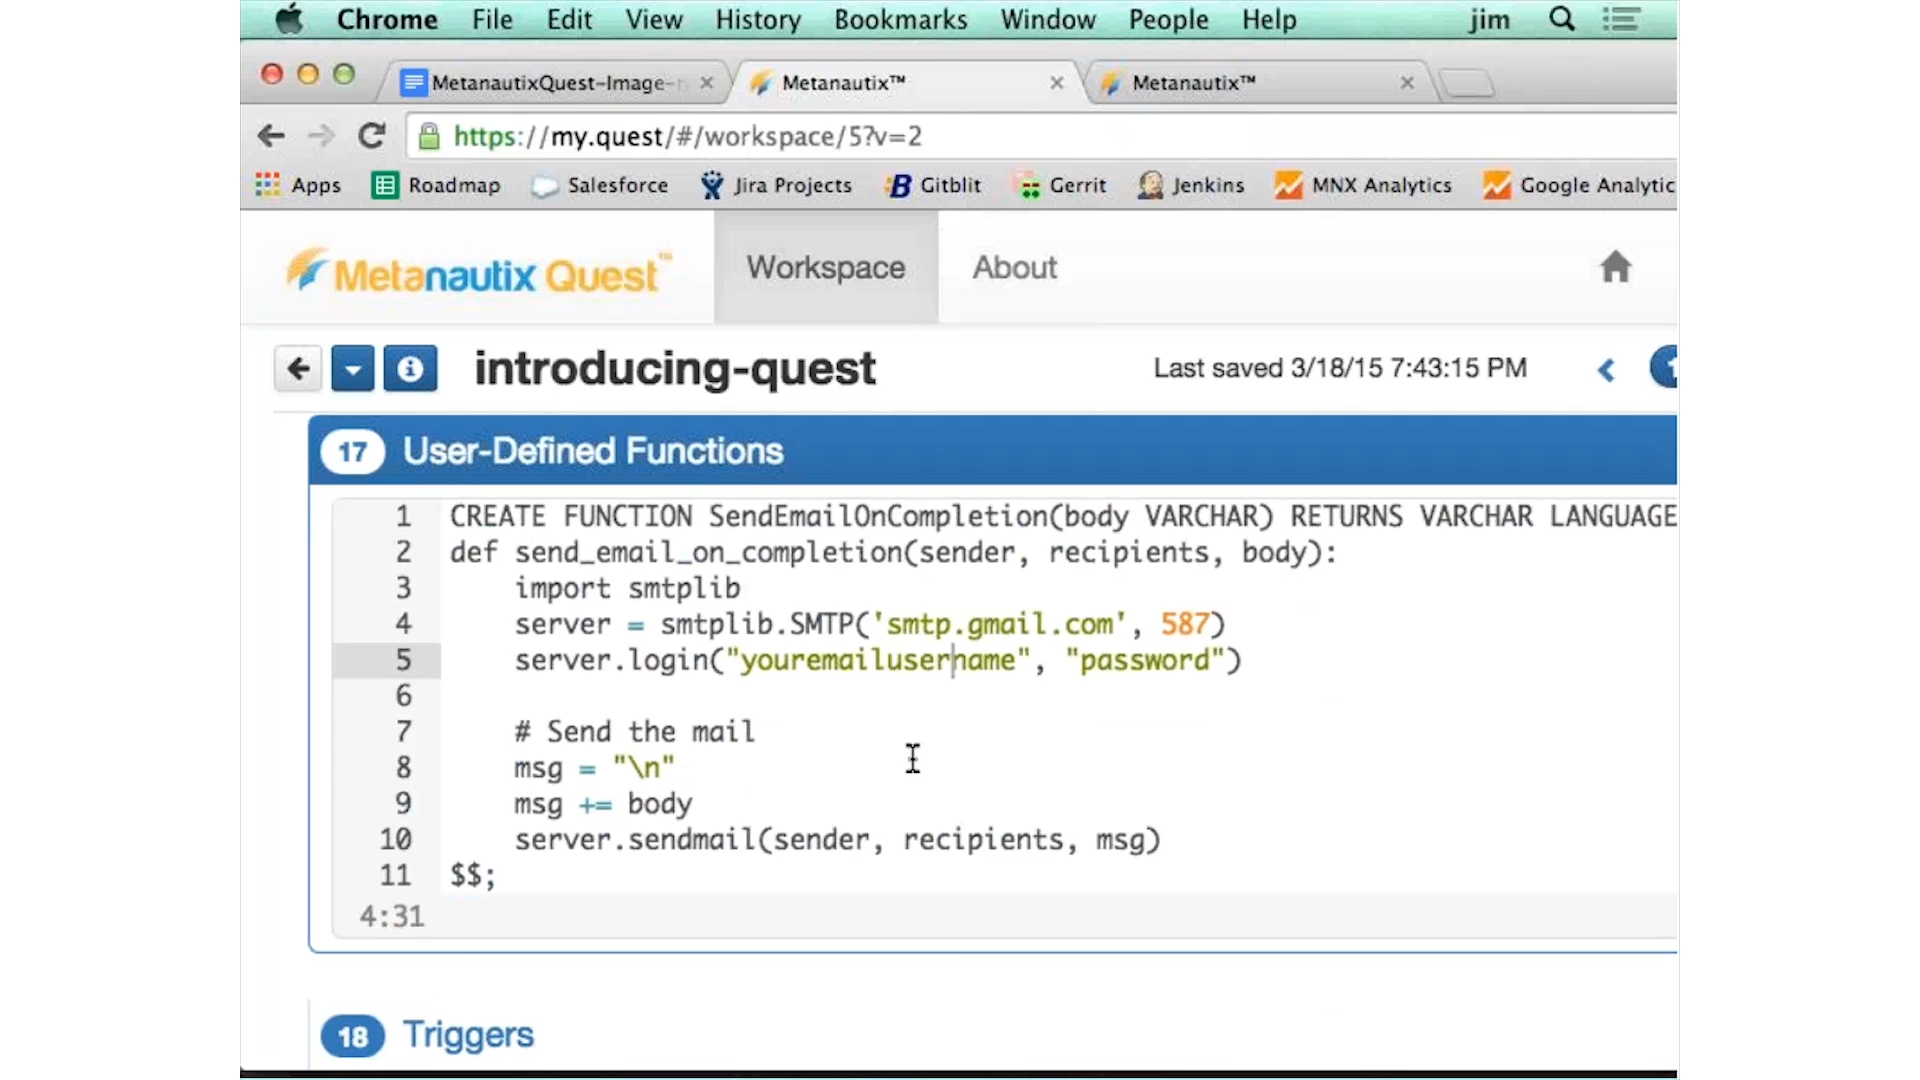 Chrome File Edit View History Bookmarks Window People Help jim
MetanautixQuest-Image- Metanautix™ Metanautix™
https://my.quest/#/workspace/5?v=2
Apps Roadmap Salesforce Jira Projects Gitblit Gerrit Jenkins MNX Analytics Google Analytic
Metanautix Quest™ Workspace About
introducing-quest Last saved 3/18/15 7:43:15 PM
17 User-Defined Functions
1 CREATE FUNCTION SendEmailOnCompletion(body VARCHAR) RETURNS VARCHAR LANGUAGE
2 def send_email_on_completion(sender, recipients, body):
3 import smtplib
4 server = smtplib.SMTP('smtp.gmail.com', 587)
5 server.login("youremailusername", "password")
6
7 # Send the mail
8 msg = "\n"
9 msg += body
10 server.sendmail(sender, recipients, msg)
11 $$;
4:31
18 Triggers